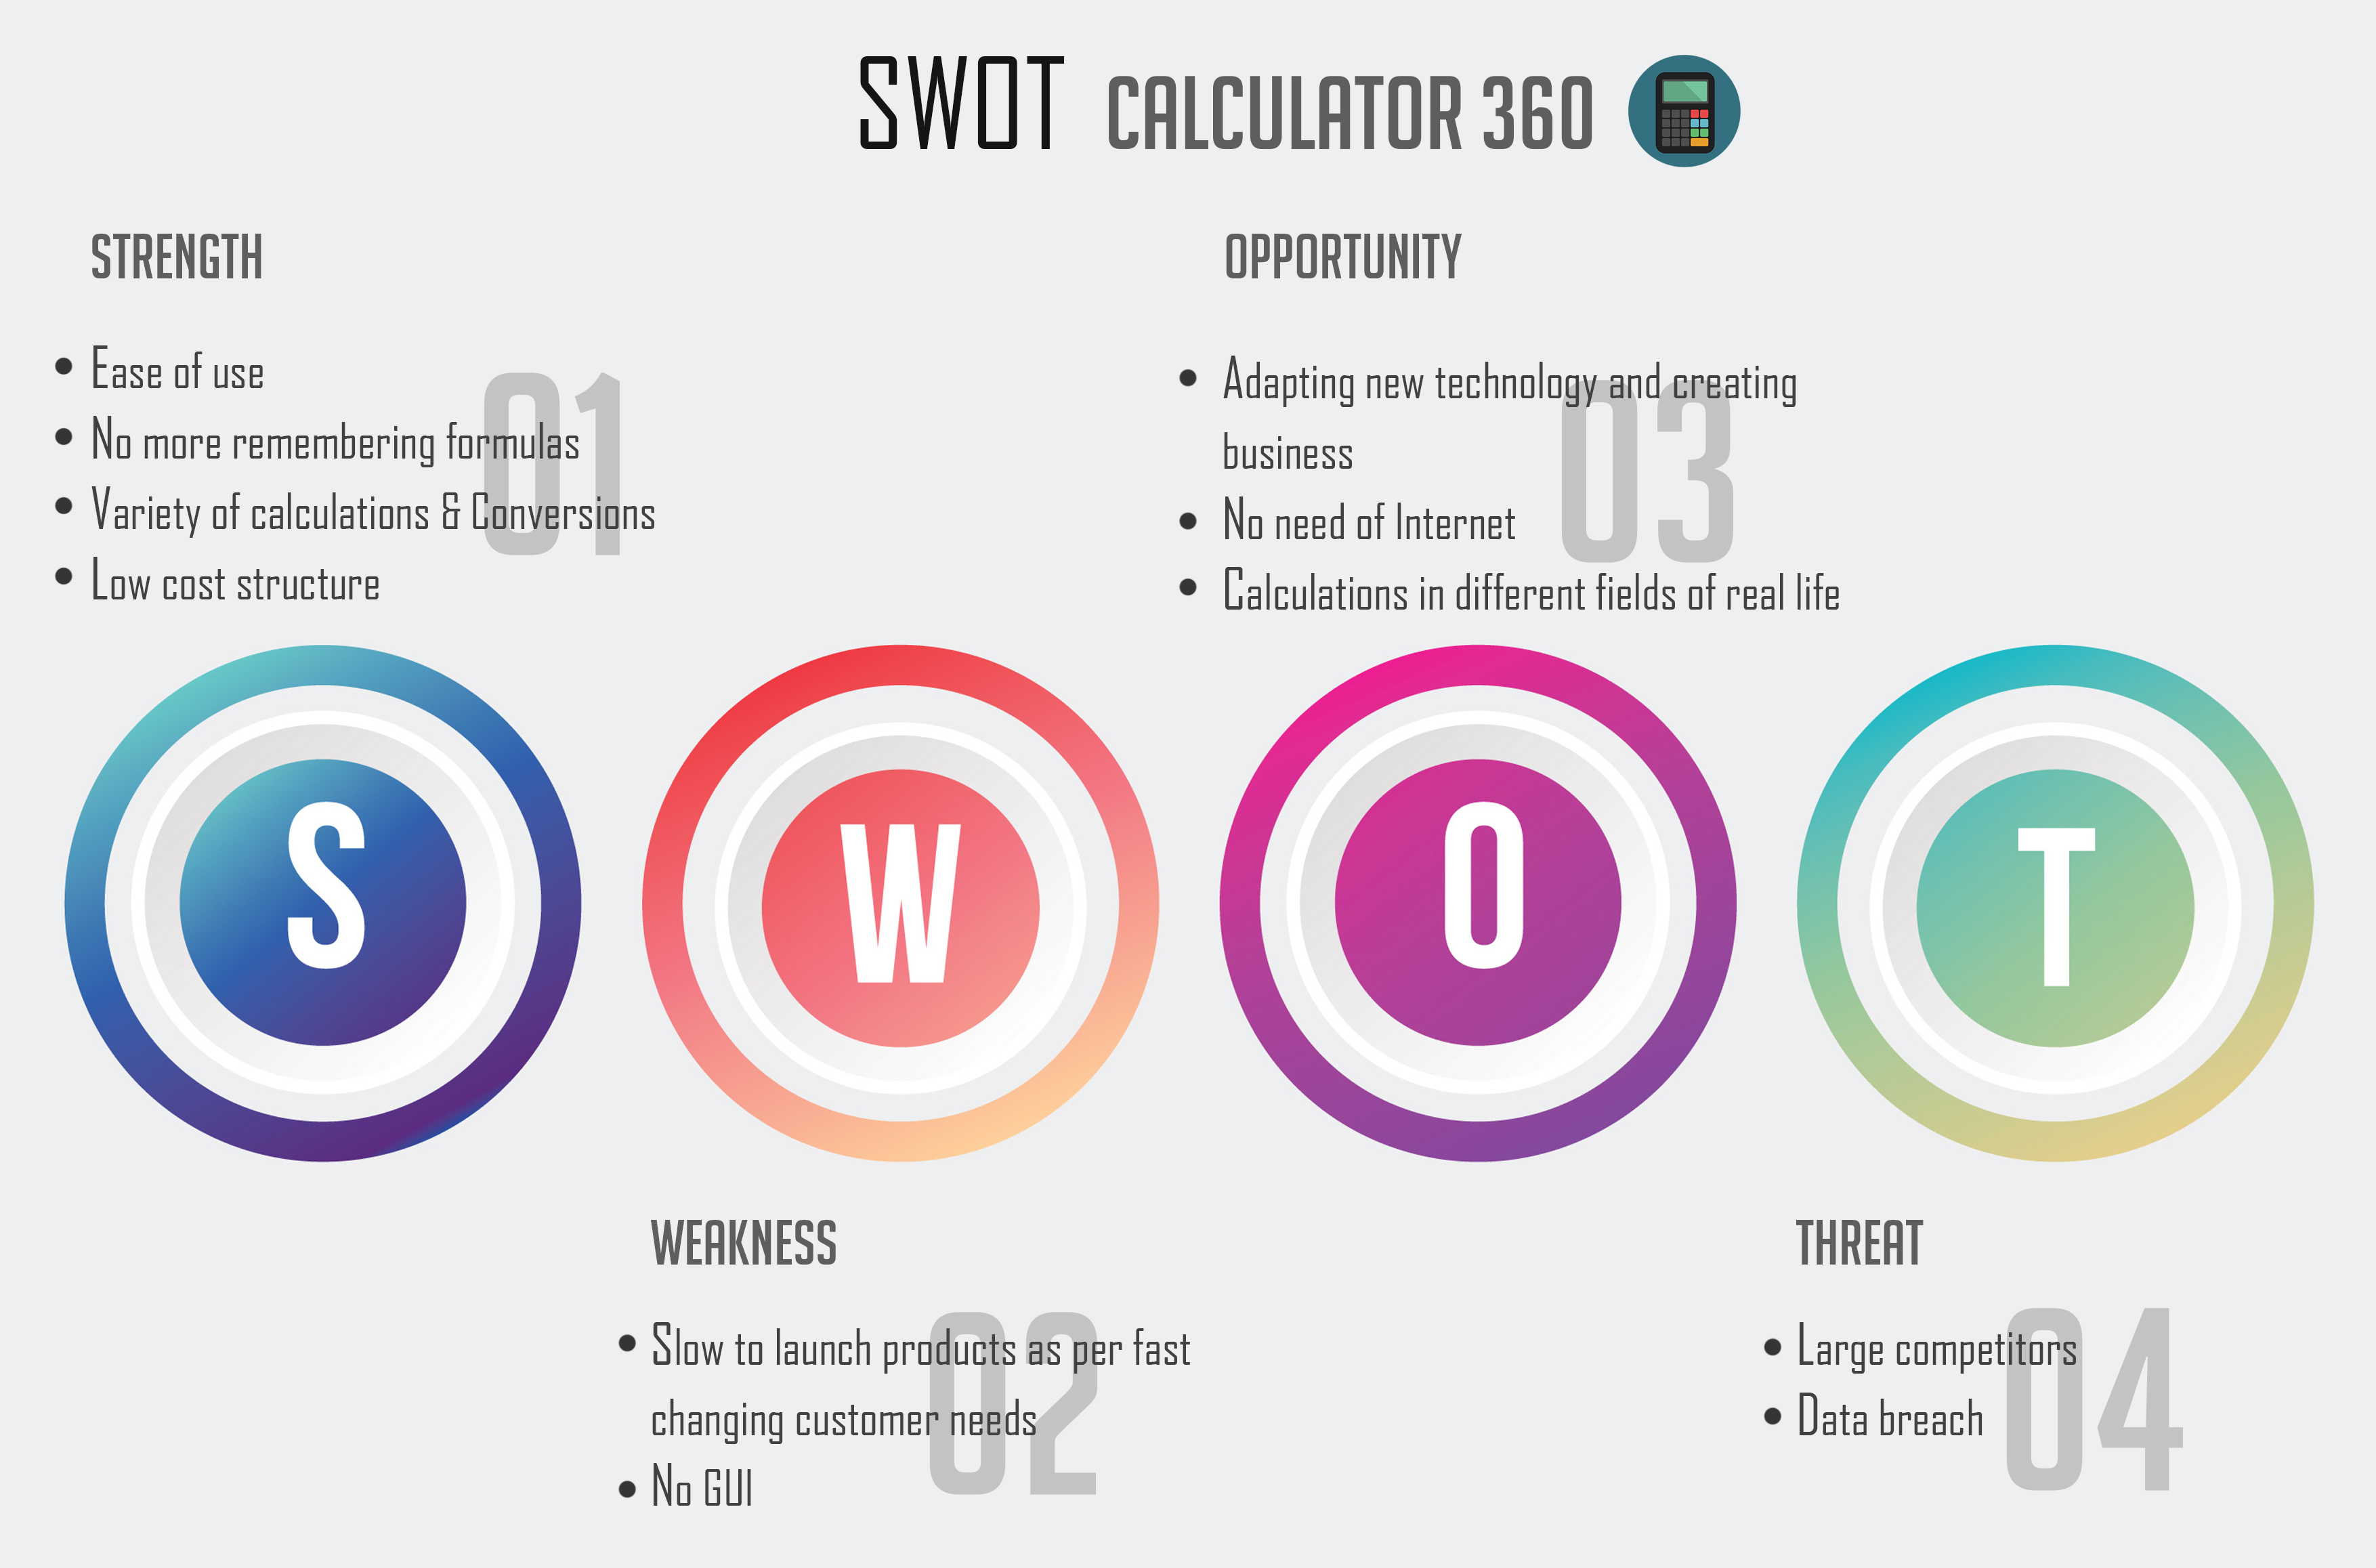 SWOT CALCULATOR 360
STRENGTH
01
• Ease of use
• No more remembering formulas
• Variety of calculations & Conversions
• Low cost structure
OPPORTUNITY
03
• Adapting new technology and creating
business
• No need of Internet
• Calculations in different fields of real life
S
W
O
T
WEAKNESS
02
• Slow to launch products as per fast
changing customer needs
• No GUI
THREAT
04
• Large competitors
• Data breach